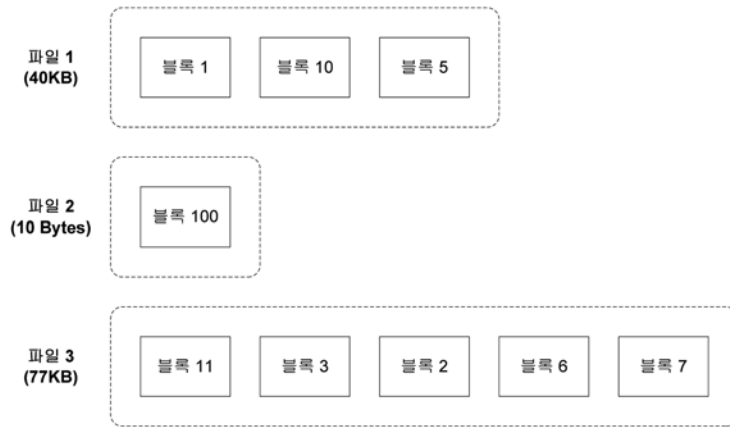 파일 1
(40KB)
블록 1
블록 10
블록 5
파일 2
(10 Bytes)
블록 100
파일 3
(77KB)
블록 11
블록 3
블록 2
블록 6
블록 7